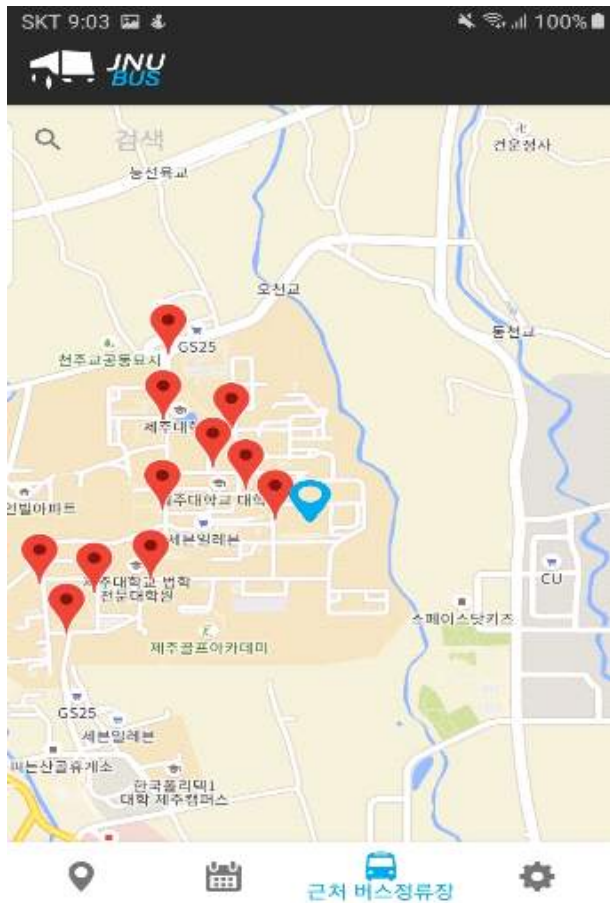 SKT 9:03
100%
JNU
BUS
검색
능선육교
건운정사
오천교
동천교
GS25
천주교공동묘지
제주대학
제주대학교 대학
인빌아파트
세븐일레븐
CU
제주대학교 법학
전문대학원
스페이스닷키즈
제주골프아카데미
GS25
세븐일레븐
한국폴리텍1
대학 제주캠퍼스
근처 버스정류장